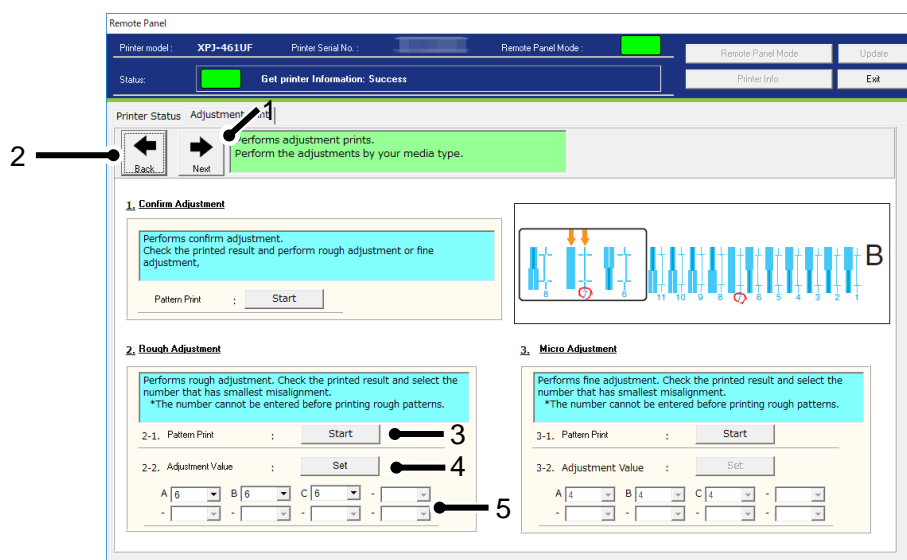 Remote Panel
Printer model : XPJ-461UF Printer Serial No. : Remote Panel Mode :
Remote Panel Mode Update
Status: Get printer Information: Success
Printer Info. Exit
Printer Status Adjustment
1
2
Back Next
Performs adjustment prints.
Perform the adjustments by your media type.
1. Confirm Adjustment
Performs confirm adjustment.
Check the printed result and perform rough adjustment or fine
adjustment,
Pattern Print : Start
8 7 6 11 10 9 8 7 6 5 4 3 2 1
B
2. Rough Adjustment
Performs rough adjustment. Check the printed result and select the
number that has smallest misalignment.
*The number cannot be entered before printing rough patterns.
2-1. Pattern Print : Start
3
2-2. Adjustment Value : Set
4
A 6 B 6 C 6 -
- - - -
5
3. Micro Adjustment
Performs fine adjustment. Check the printed result and select the
number that has smallest misalignment.
*The number cannot be entered before printing rough patterns.
3-1. Pattern Print : Start
3-2. Adjustment Value : Set
A 4 B 4 C 4 -
- - - -